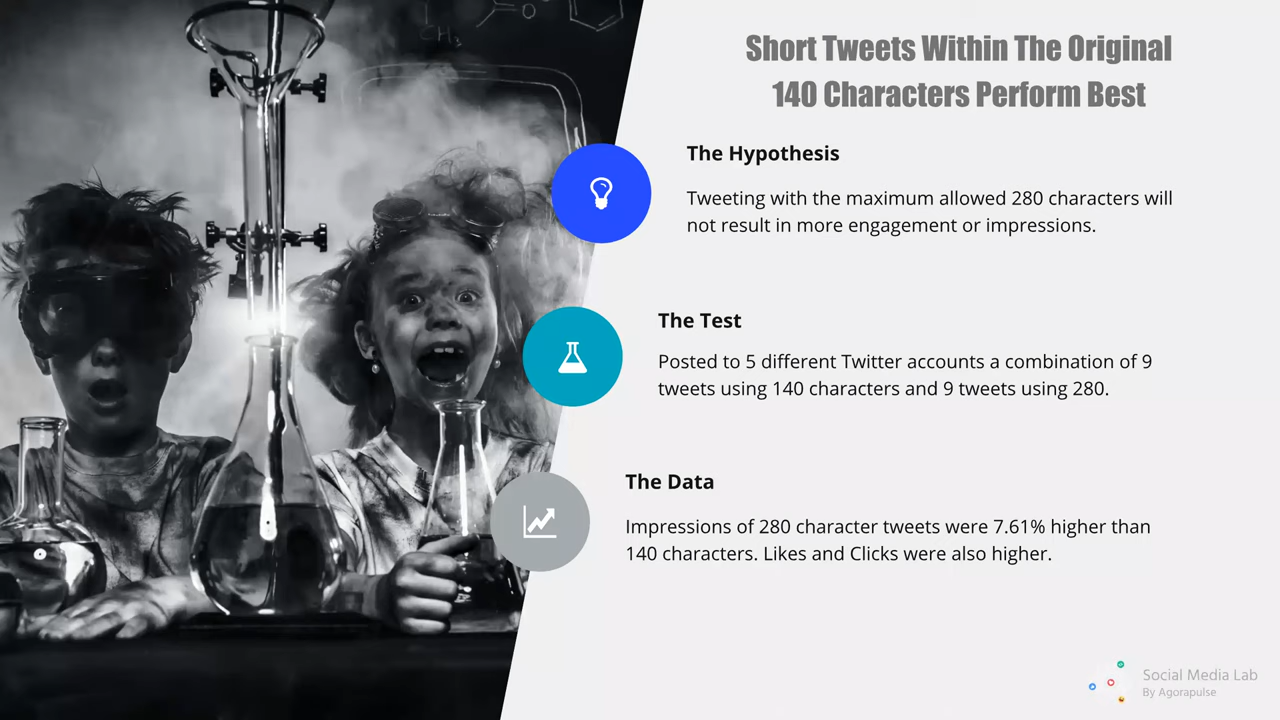 Short Tweets Within The Original
140 Characters Perform Best
The Hypothesis
Tweeting with the maximum allowed 280 characters will
not result in more engagement or impressions.
The Test
Posted to 5 different Twitter accounts a combination of 9
tweets using 140 characters and 9 tweets using 280.
The Data
Impressions of 280 character tweets were 7.61% higher than
140 characters. Likes and Clicks were also higher.
CH₃
O
Social Media Lab
By Agorapulse